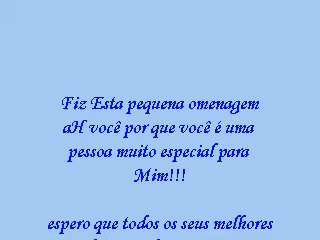 Fiz Esta pequena omenagem
aH você por que você é uma
pessoa muito especial para
Mim!!!
espero que todos os seus melhores